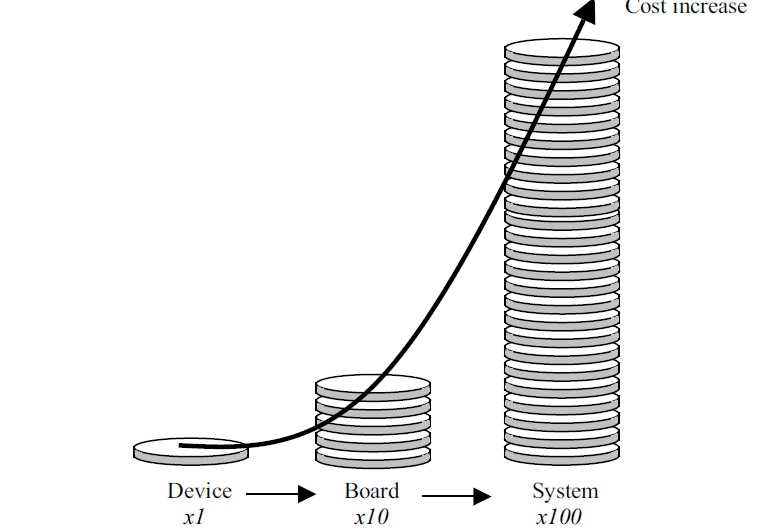 Cost increase
Device
Board
System
x1
x10
x100